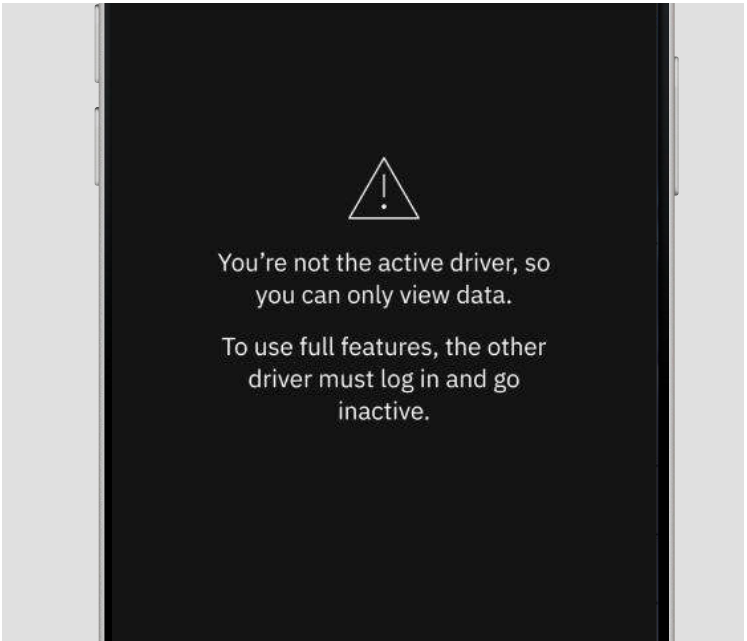 You’re not the active driver, so
you can only view data.
To use full features, the other
driver must log in and go
inactive.